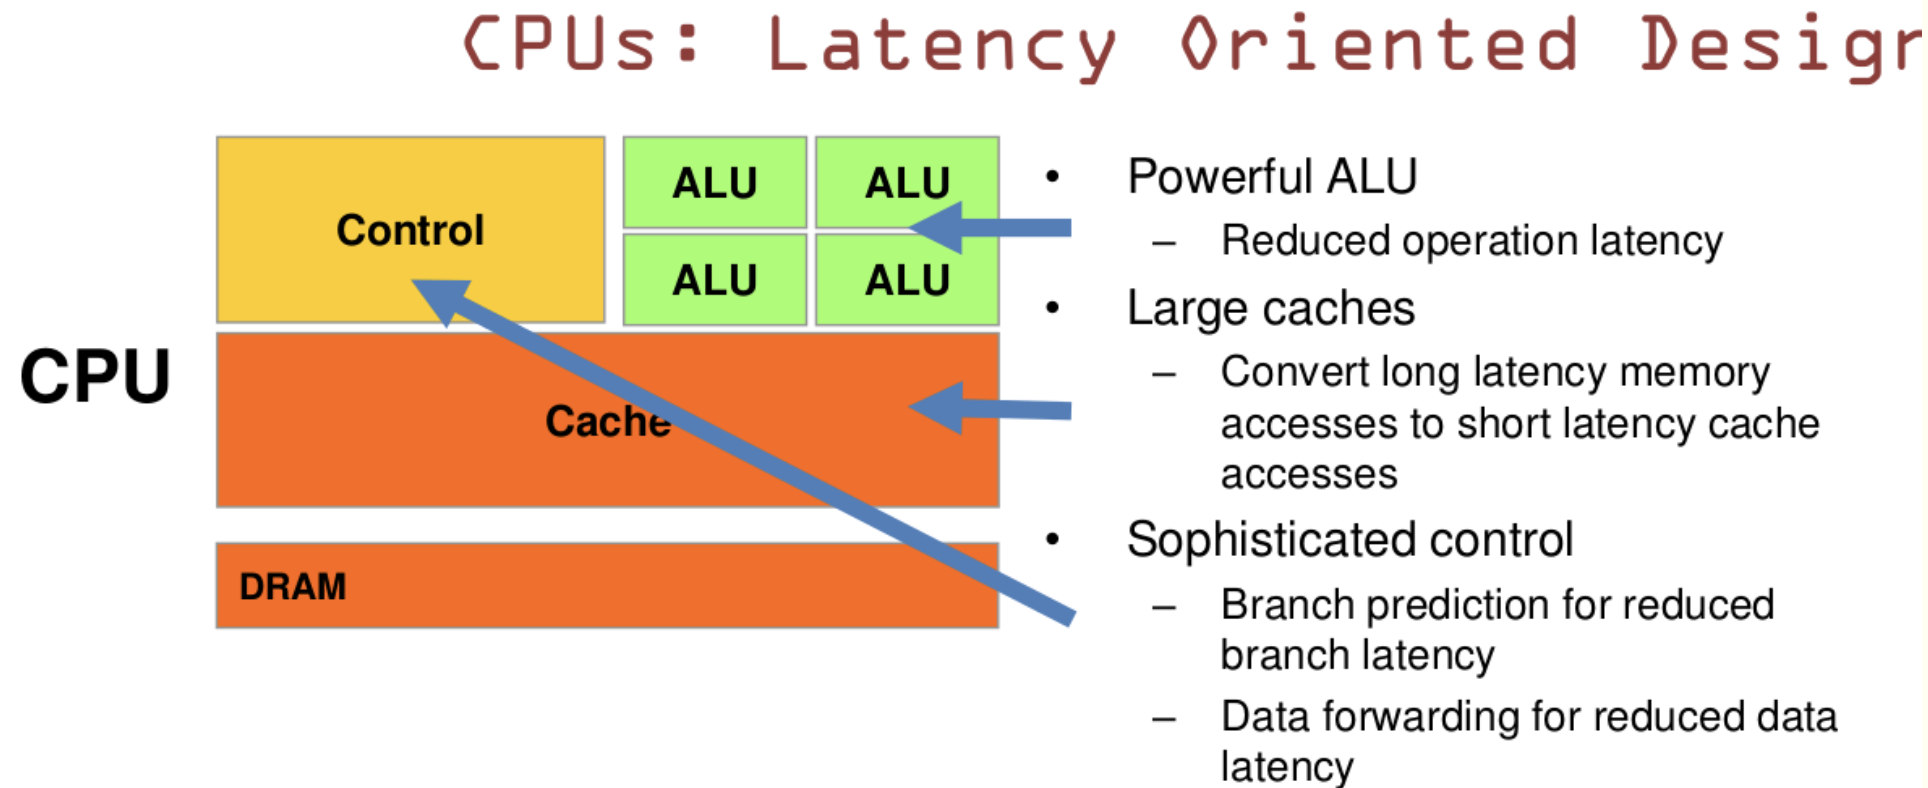 CPUs: Latency Oriented Desigr
Control
ALU
ALU
ALU
ALU
CPU
Cache
DRAM
• Powerful ALU
– Reduced operation latency
• Large caches
– Convert long latency memory
accesses to short latency cache
accesses
• Sophisticated control
– Branch prediction for reduced
branch latency
– Data forwarding for reduced data
latency